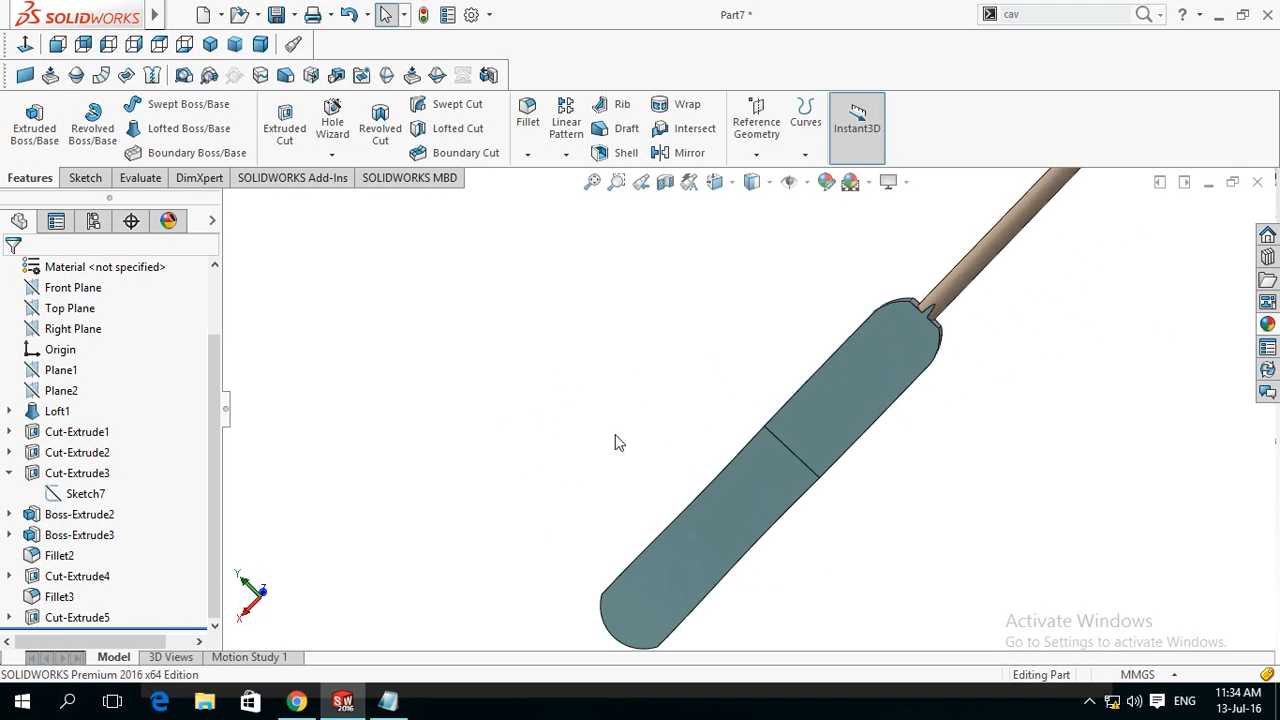 SOLIDWORKS
Part7 *
cav
Extruded Boss/Base
Revolved Boss/Base
Swept Boss/Base
Lofted Boss/Base
Boundary Boss/Base
Extruded Cut
Hole Wizard
Revolved Cut
Swept Cut
Lofted Cut
Boundary Cut
Fillet
Linear Pattern
Rib
Draft
Shell
Wrap
Intersect
Mirror
Reference Geometry
Curves
Instant3D
Features Sketch Evaluate DimXpert SOLIDWORKS Add-Ins SOLIDWORKS MBD
Material <not specified>
Front Plane
Top Plane
Right Plane
Origin
Plane1
Plane2
Loft1
Cut-Extrude1
Cut-Extrude2
Cut-Extrude3
Sketch7
Boss-Extrude2
Boss-Extrude3
Fillet2
Cut-Extrude4
Fillet3
Cut-Extrude5
Y
Z
X
Activate Windows
Go to Settings to activate Windows.
Model 3D Views Motion Study 1
SOLIDWORKS Premium 2016 x64 Edition Editing Part MMGS
ENG
11:34 AM
13-Jul-16